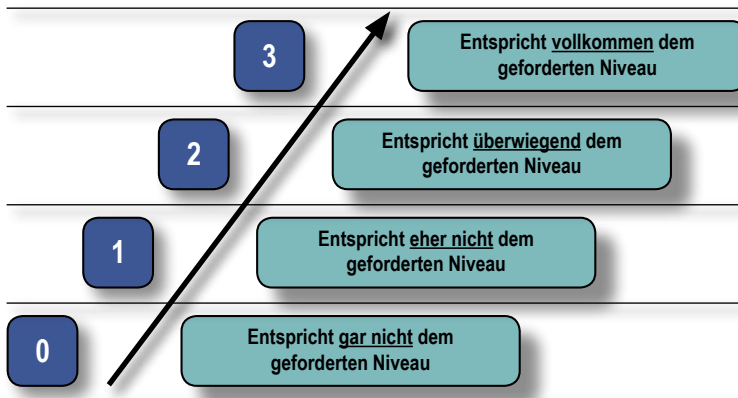 3
Entspricht vollkommen dem
geforderten Niveau
2
Entspricht überwiegend dem
geforderten Niveau
1
Entspricht eher nicht dem
geforderten Niveau
0
Entspricht gar nicht dem
geforderten Niveau